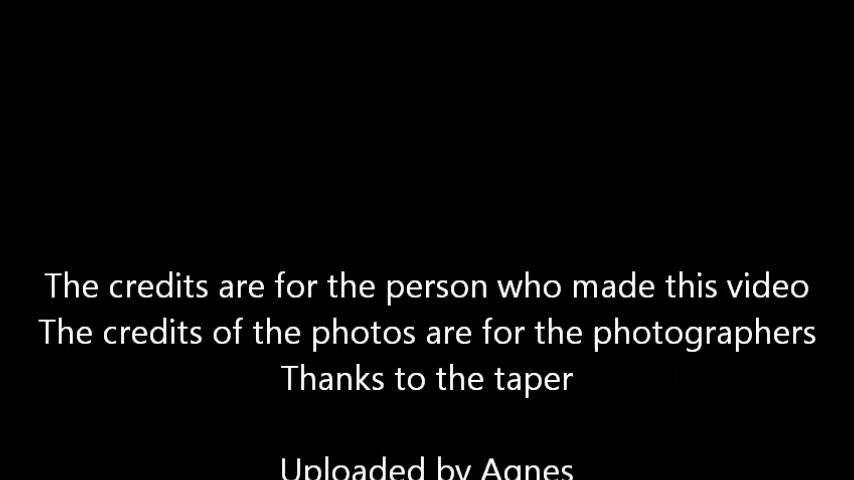 The credits are for the person who made this video
The credits of the photos are for the photographers
Thanks to the taper
Uploaded by Agnes